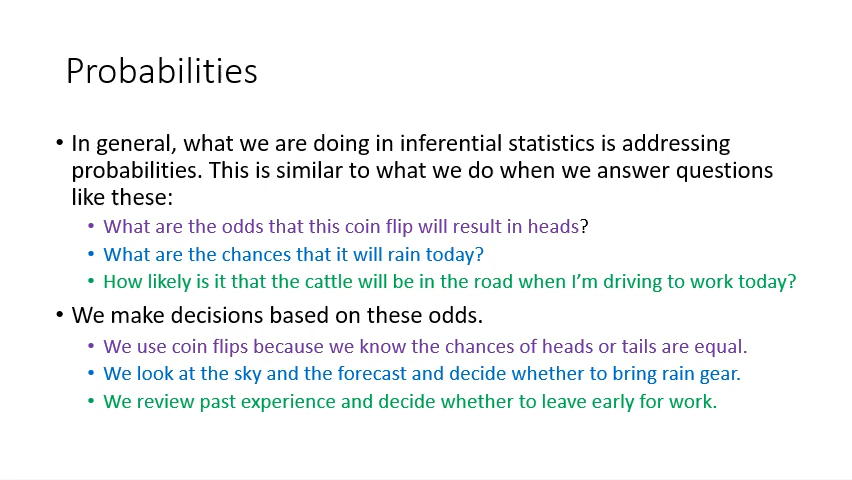 Probabilities
• In general, what we are doing in inferential statistics is addressing
probabilities. This is similar to what we do when we answer questions
like these:
• What are the odds that this coin flip will result in heads?
• What are the chances that it will rain today?
• How likely is it that the cattle will be in the road when I’m driving to work today?
• We make decisions based on these odds.
• We use coin flips because we know the chances of heads or tails are equal.
• We look at the sky and the forecast and decide whether to bring rain gear.
• We review past experience and decide whether to leave early for work.